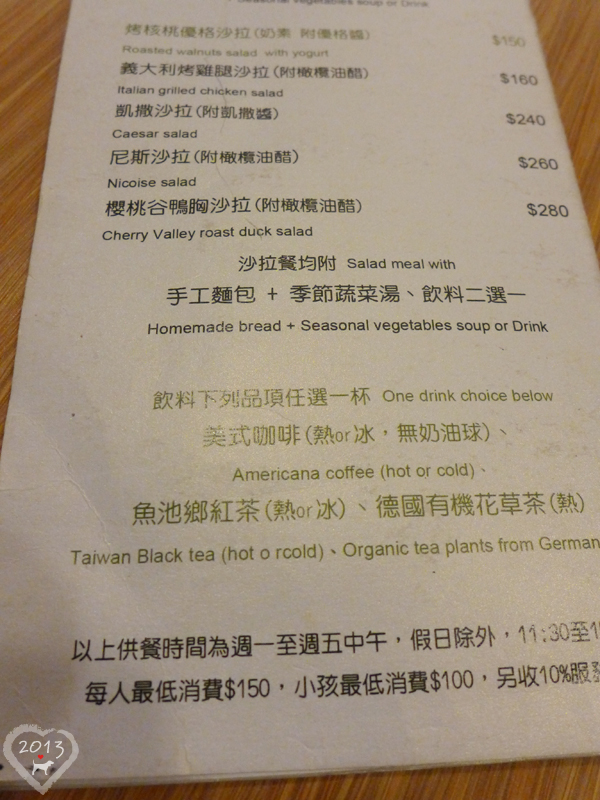 Seasonal vegetables soup or Drink
烤核桃優格沙拉(奶素 附優格醬) $150
Roasted walnuts salad with yogurt
義大利烤雞腿沙拉(附橄欖油醋) $160
Italian grilled chicken salad
凱撒沙拉(附凱撒醬) $240
Caesar salad
尼斯沙拉(附橄欖油醋) $260
Nicoise salad
櫻桃谷鴨胸沙拉(附橄欖油醋) $280
Cherry Valley roast duck salad
沙拉餐均附 Salad meal with
手工麵包 + 季節蔬菜湯、飲料二選一
Homemade bread + Seasonal vegetables soup or Drink
飲料下列品項任選一杯 One drink choice below
美式咖啡(熱or冰，無奶油球)、
Americana coffee (hot or cold)、
魚池鄉紅茶(熱or冰)、德國有機花草茶(熱)
Taiwan Black tea (hot o rcold)、Organic tea plants from German
以上供餐時間為週一至週五中午，假日除外，11:30至1
每人最低消費$150，小孩最低消費$100，另收10%服務
2013